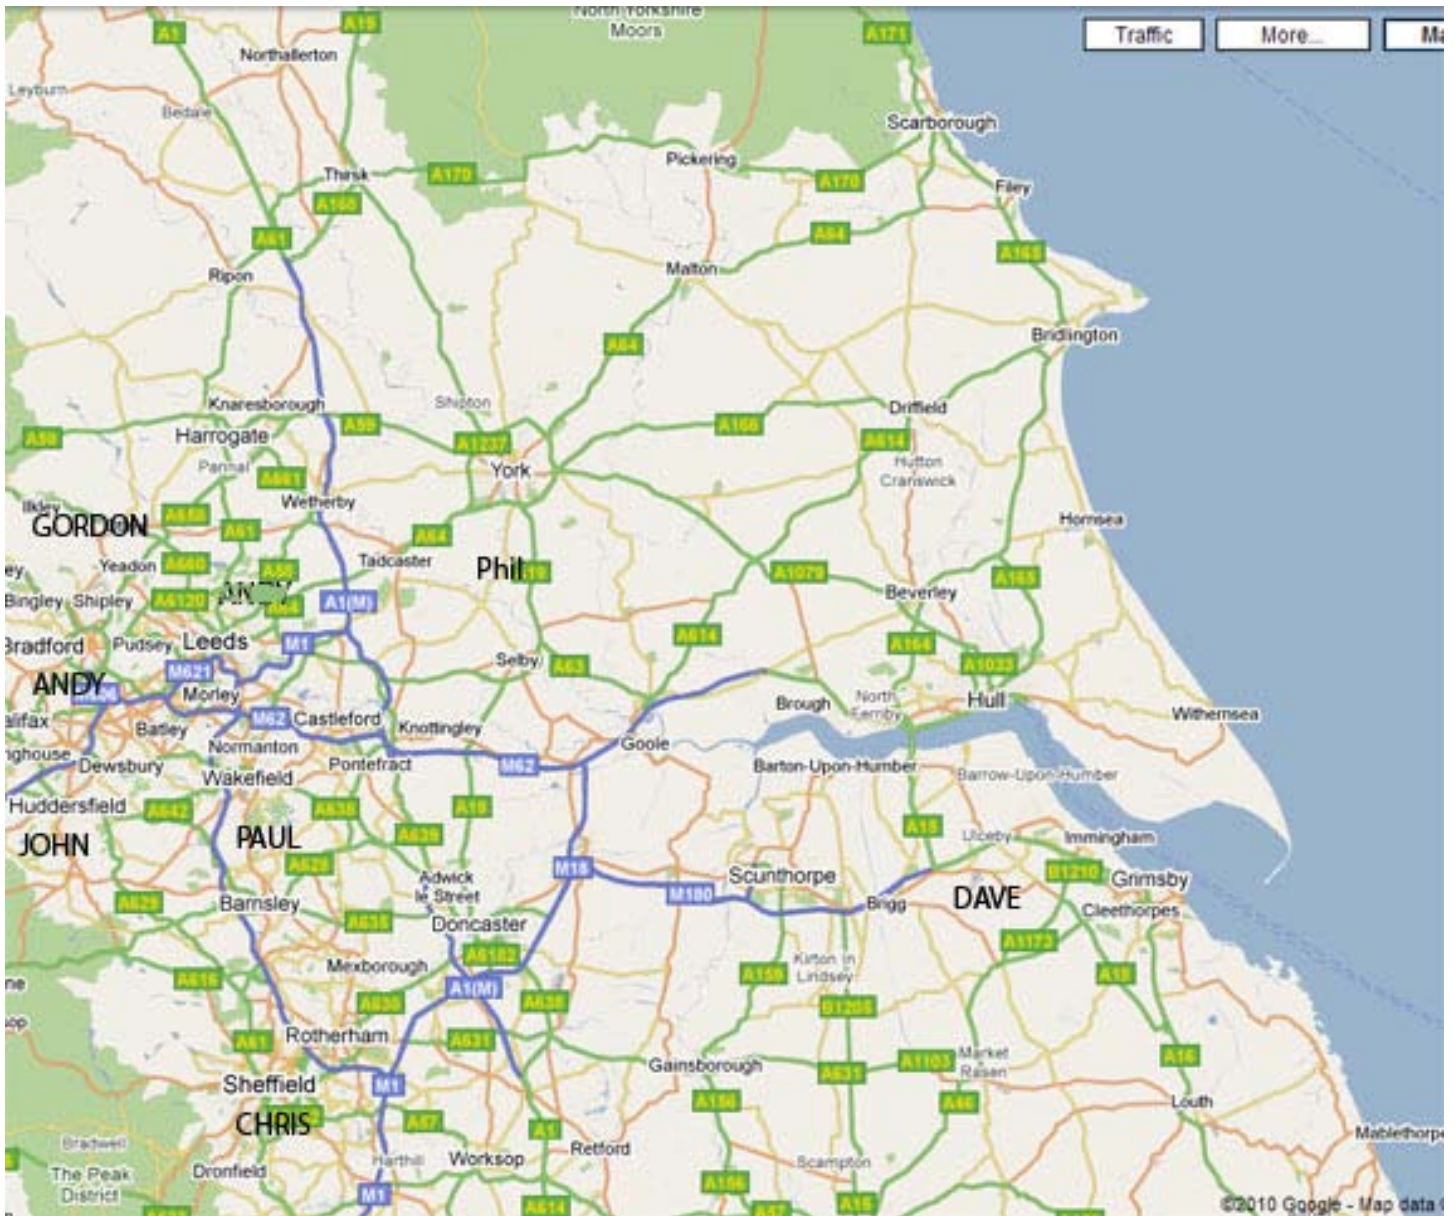 North Yorkshire
Moors
A1
A19
A171
Traffic
More...
Northallerton
Leyburn
Bedale
Scarborough
Thirsk
A170
Pickering
A170
Filey
A168
A61
A64
A165
Ripon
Malton
Bridlington
A64
Knaresborough
Shipton
Driffield
A59
Harrogate
A59
A1237
A166
A614
Pannal
A661
York
Hutton
Cranswick
Ilkley
Wetherby
GORDON
A658
A61
A64
Hornsea
Yeadon
A660
A58
Tadcaster
Phil
A19
A1079
A165
ANDY
Bingley
Shipley
A6120
A64
A1(M)
Beverley
Bradford
Pudsey
Leeds
M1
A614
A164
M621
Selby
A63
A1033
ANDY
Morley
Brough
North
Ferriby
Hull
M62
Castleford
Knottingley
Withernsea
Batley
Normanton
Goole
Dewsbury
Wakefield
Pontefract
M62
Barton-Upon-Humber
Barrow-Upon-Humber
Huddersfield
A642
A638
A19
JOHN
PAUL
A639
A15
Ulceby
Immingham
A628
M18
Scunthorpe
B1210
Grimsby
A629
Barnsley
Adwick
le Street
M180
Brigg
DAVE
Cleethorpes
A635
Doncaster
A1173
Mexborough
A6182
Kirton in
Lindsey
A616
A159
A18
A630
A1(M)
A638
B1206
A61
Rotherham
A631
Gainsborough
A631
A1103
Market
Rasen
A16
Sheffield
M1
A156
A46
Louth
CHRIS
A57
A1
Retford
Mablethorpe
Bradwell
Dronfield
Harthill
Worksop
Scampton
The Peak
District
M1
A614
A156
A15
A57
©2010 Google - Map data